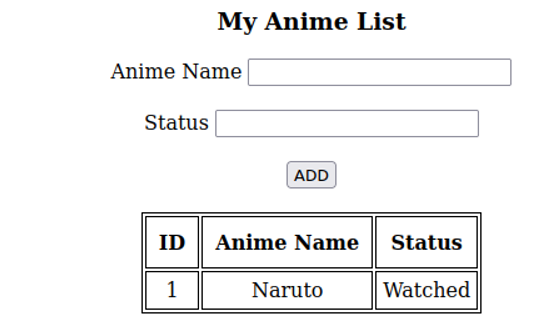 My Anime List
Anime Name
Status
ADD
ID Anime Name Status
1 Naruto Watched